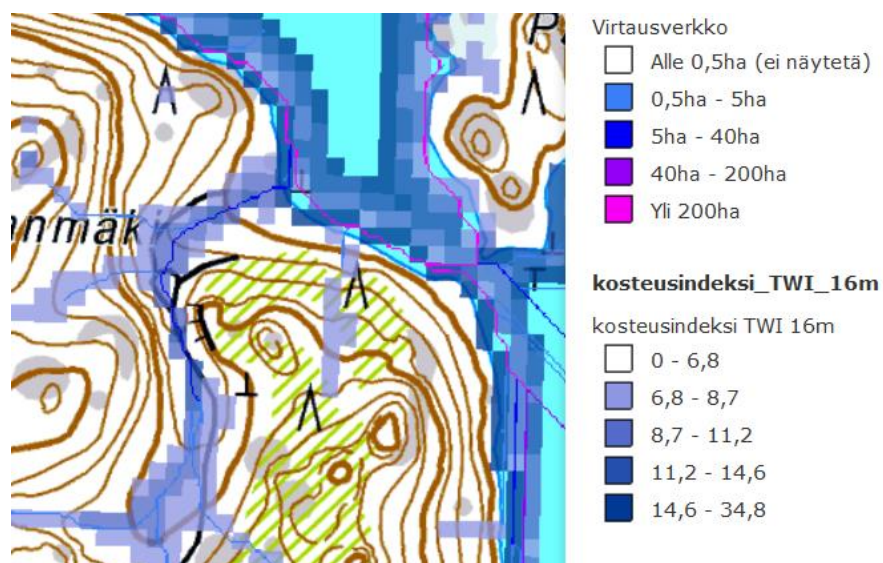 anmäki
Virtausverkko
Alle 0,5ha (ei näytetä)
0,5ha - 5ha
5ha - 40ha
40ha - 200ha
Yli 200ha
kosteusindeksi_TWI_16m
kosteusindeksi TWI 16m
0 - 6,8
6,8 - 8,7
8,7 - 11,2
11,2 - 14,6
14,6 - 34,8